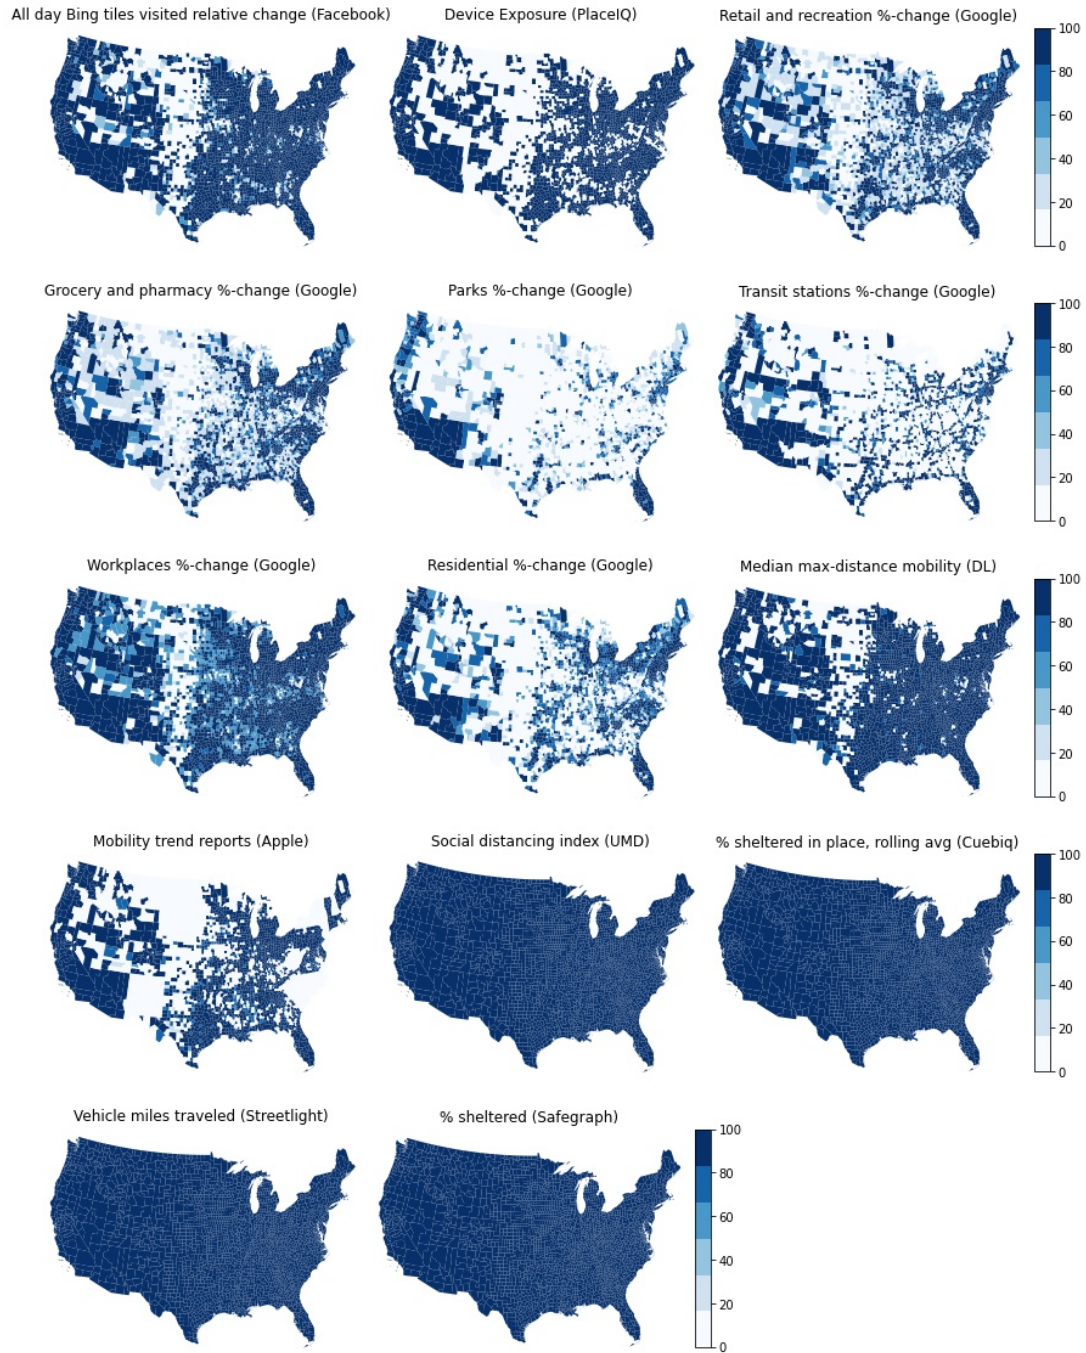 All day Bing tiles visited relative change (Facebook)
Device Exposure (PlaceIQ)
Retail and recreation %-change (Google)
100
80
60
40
20
0
Grocery and pharmacy %-change (Google)
Parks %-change (Google)
Transit stations %-change (Google)
100
80
60
40
20
0
Workplaces %-change (Google)
Residential %-change (Google)
Median max-distance mobility (DL)
100
80
60
40
20
0
Mobility trend reports (Apple)
Social distancing index (UMD)
% sheltered in place, rolling avg (Cuebiq)
100
80
60
40
20
0
Vehicle miles traveled (Streetlight)
% sheltered (Safegraph)
100
80
60
40
20
0